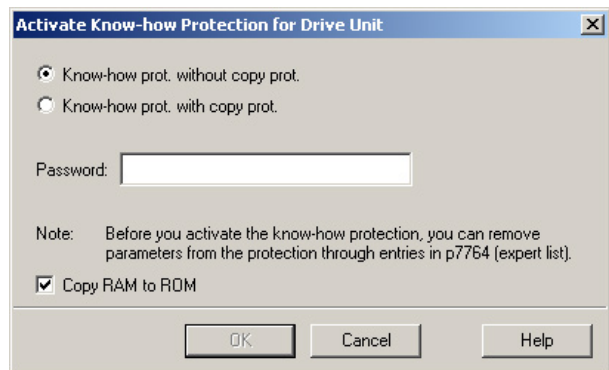 Activate Know-how Protection for Drive Unit
Know-how prot. without copy prot.
Know-how prot. with copy prot.
Password:
Note: Before you activate the know-how protection, you can remove
parameters from the protection through entries in p7764 (expert list).
Copy RAM to ROM
OK Cancel Help